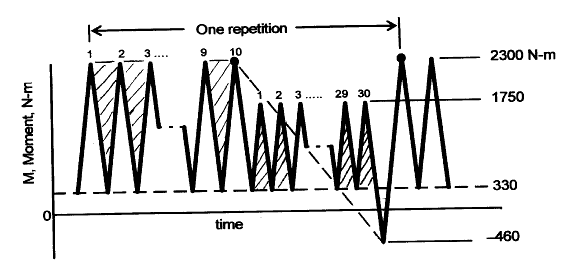 One repetition
1 2 3 .... 9 10
2300 N-m
1 2 3 ..... 29 30
1750
M, Moment, N-m
330
0
time
-460